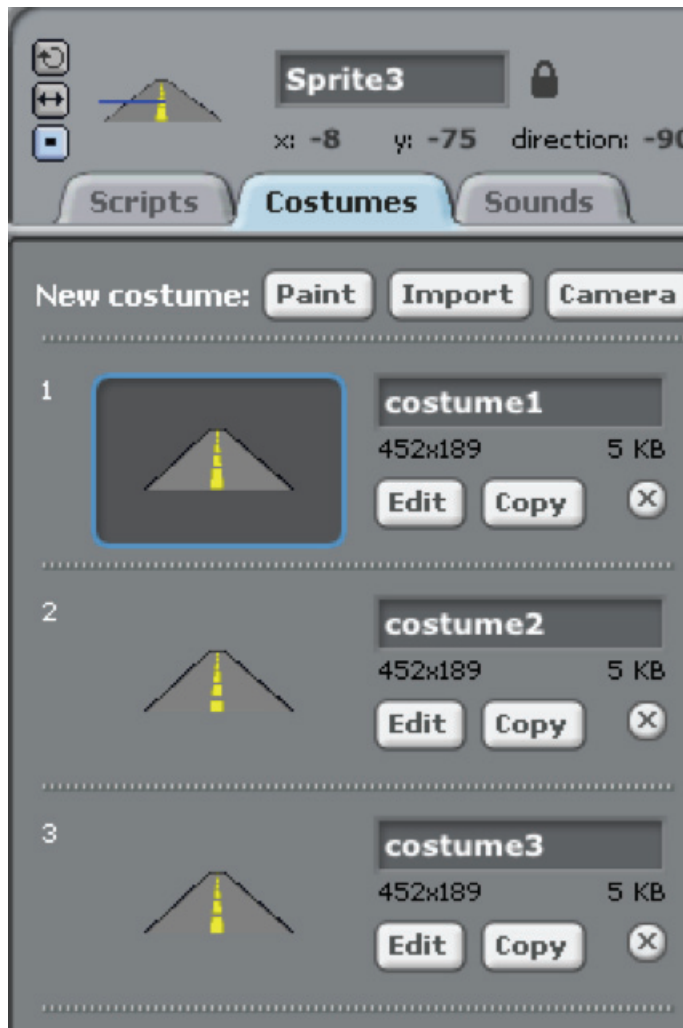 Sprite3
x: -8 y: -75 direction: -90
Scripts Costumes Sounds
New costume: Paint Import Camera
1
costume1
452x189 5 KB
Edit Copy
2
costume2
452x189 5 KB
Edit Copy
3
costume3
452x189 5 KB
Edit Copy